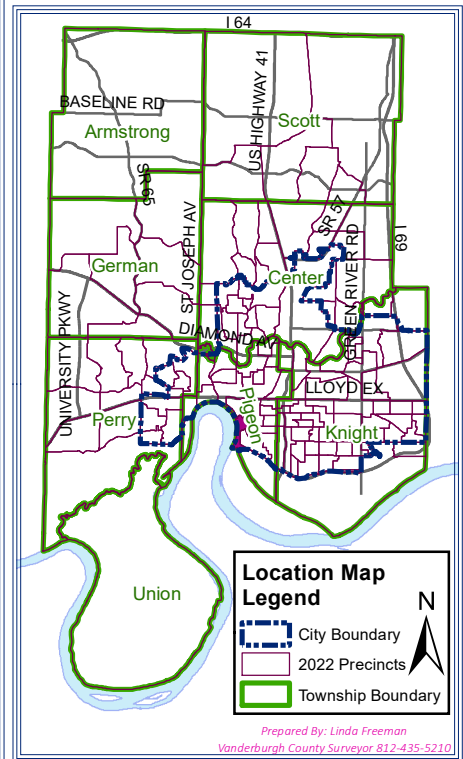 I 64
US HIGHWAY 41
BASELINE RD
Armstrong
Scott
SR 65
ST JOSEPH AV
SR 57
GREEN RIVER RD
I 69
German
Center
UNIVERSITY PKWY
DIAMOND AV
LLOYD EX
Perry
Pigeon
Knight
Union
Location Map
Legend
N
City Boundary
2022 Precincts
Township Boundary
Prepared By: Linda Freeman
Vanderburgh County Surveyor 812-435-5210